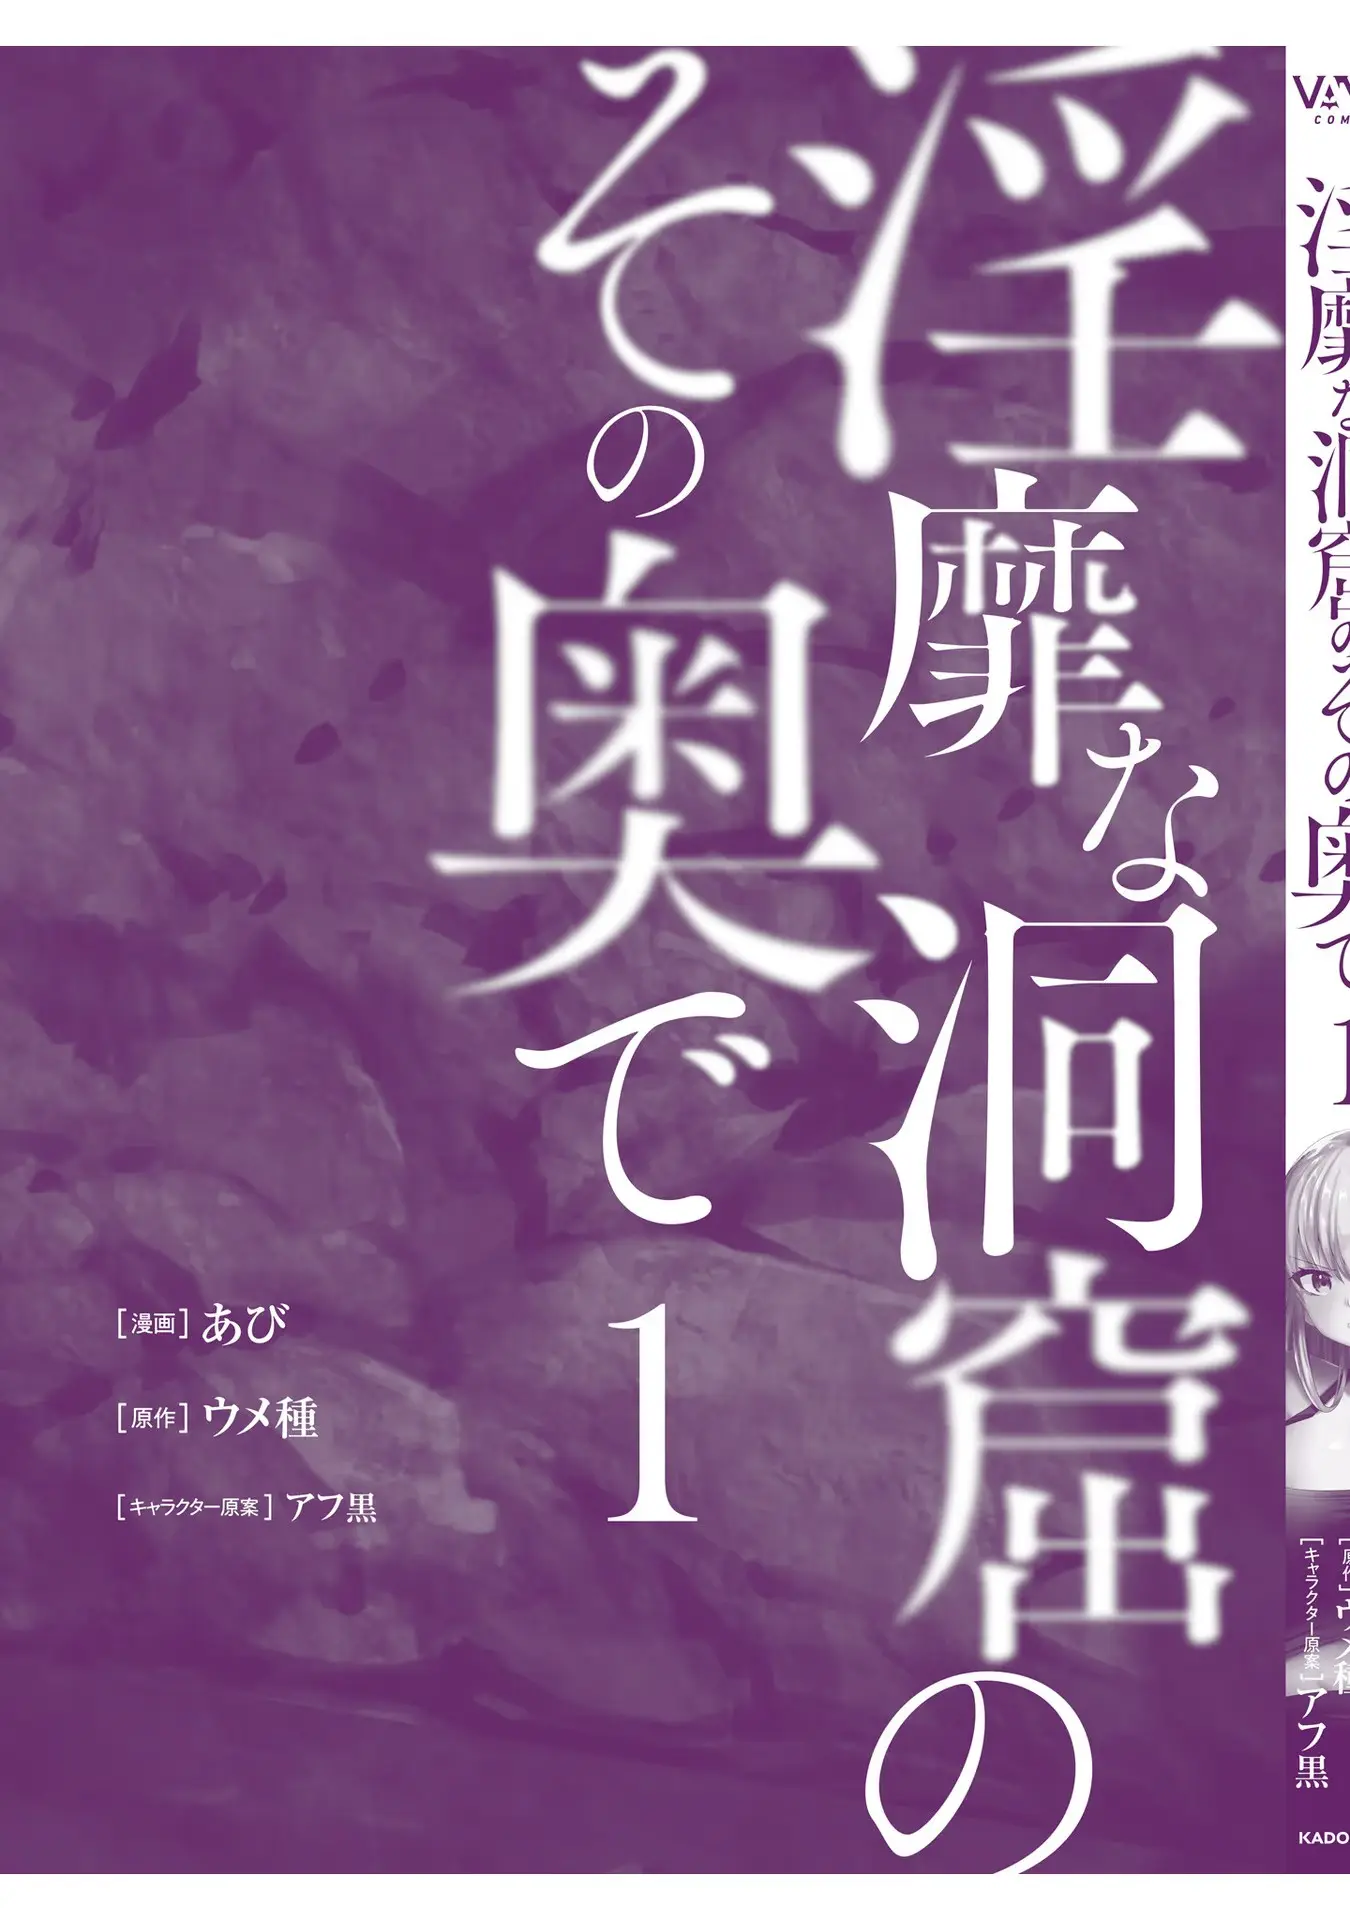 淫靡な洞窟の
その奥で
1
[漫画] あび
[原作] ウメ種
[キャラクター原案] アフ黒
淫靡な洞窟のその奥で 1
[原作] ウメ種
[キャラクター原案] アフ黒